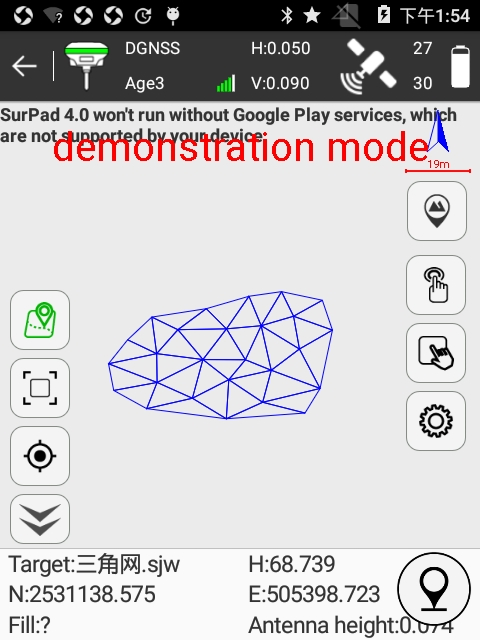 下午1:54
DGNSS H:0.050 27
Age3 V:0.090 30
SurPad 4.0 won't run without Google Play services, which
are not supported by your device.
demonstration mode
19m
Target:三角网.sjw H:68.739
N:2531138.575 E:505398.723
Fill:? Antenna height:0.074